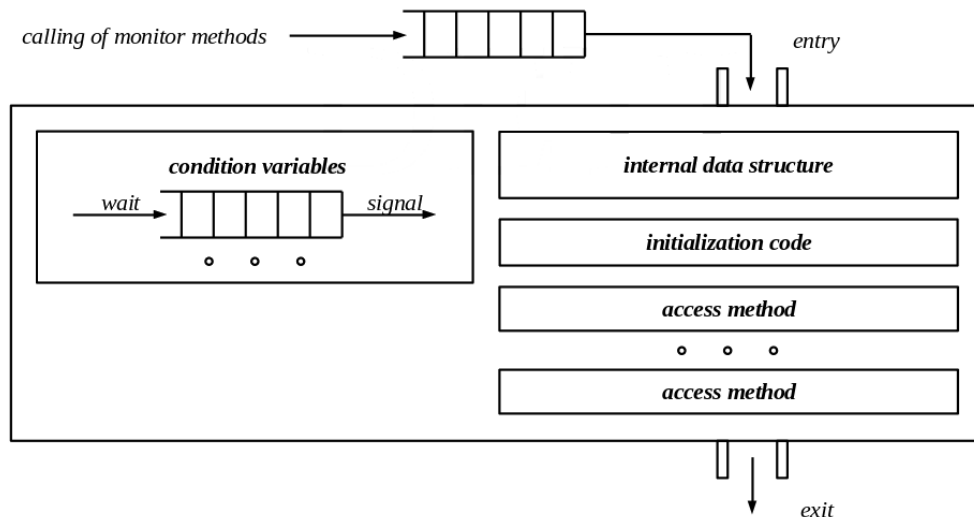 calling of monitor methods
entry
condition variables
wait
signal
internal data structure
initialization code
access method
access method
exit